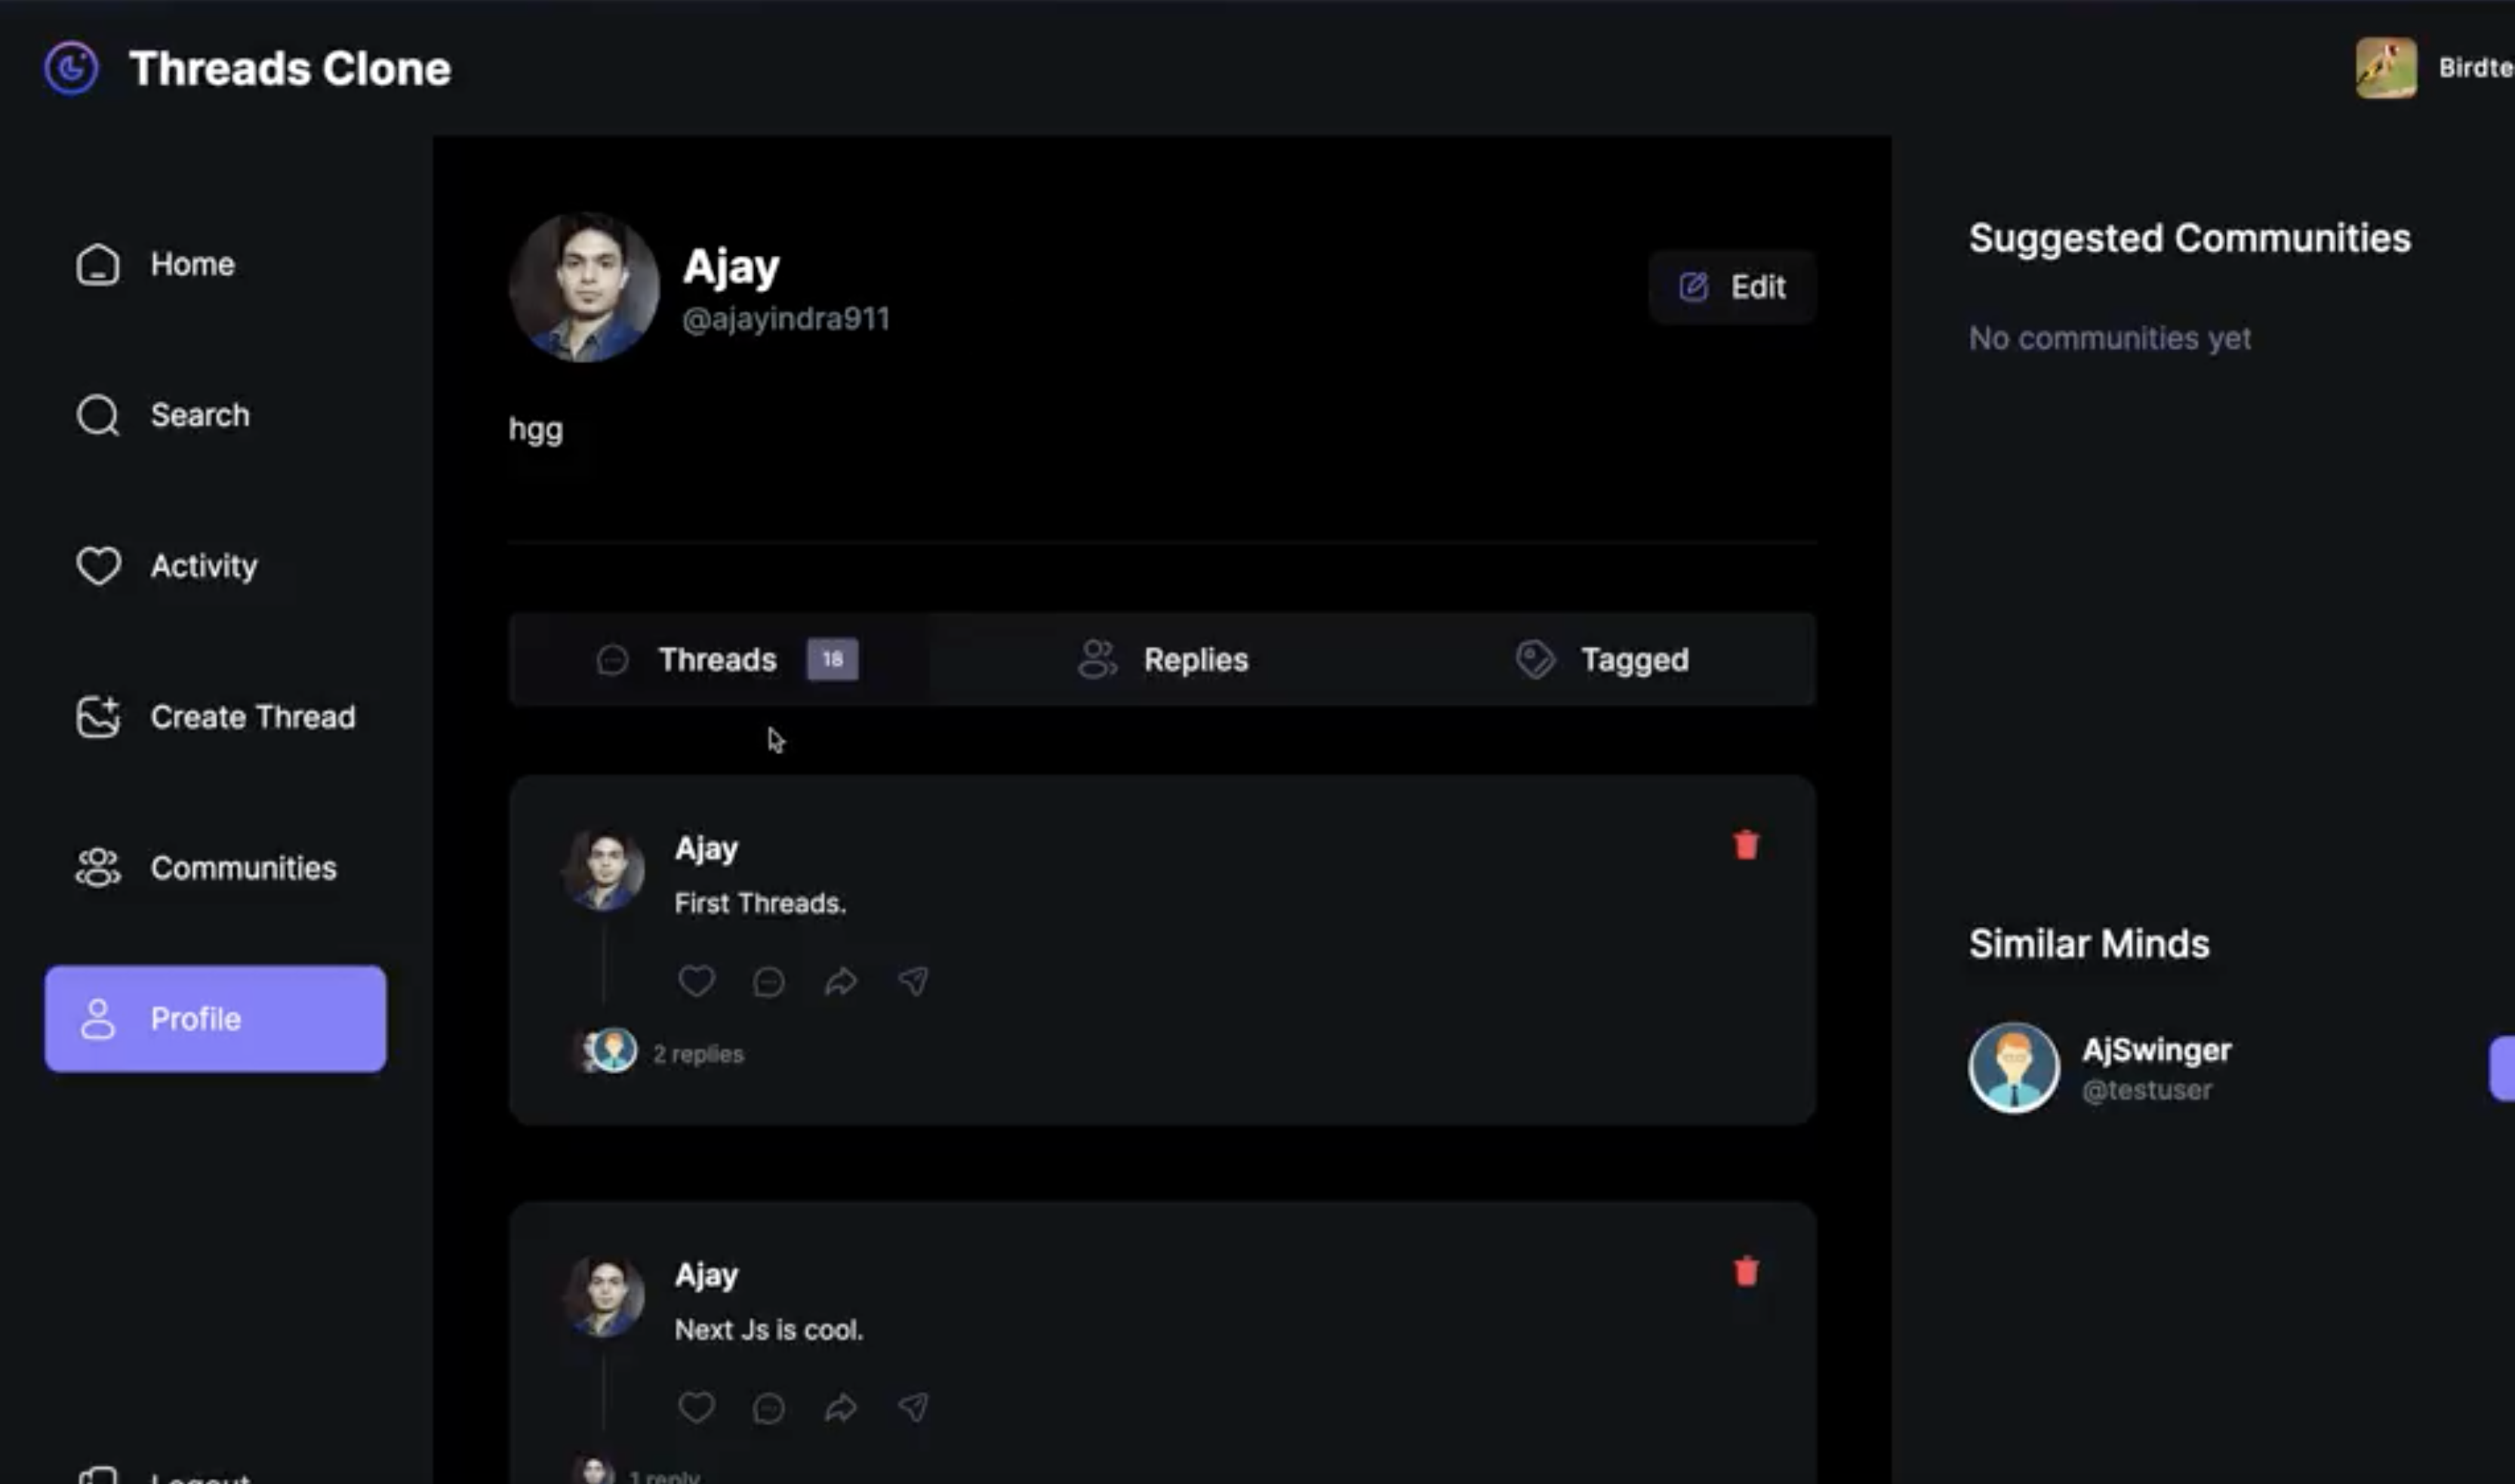 Threads Clone
Birdte
Home
Search
Activity
Create Thread
Communities
Profile
Logout
Ajay
@ajayindra911
Edit
hgg
Threads 18
Replies
Tagged
Ajay
First Threads.
2 replies
Ajay
Next Js is cool.
1 reply
Suggested Communities
No communities yet
Similar Minds
AjSwinger
@testuser